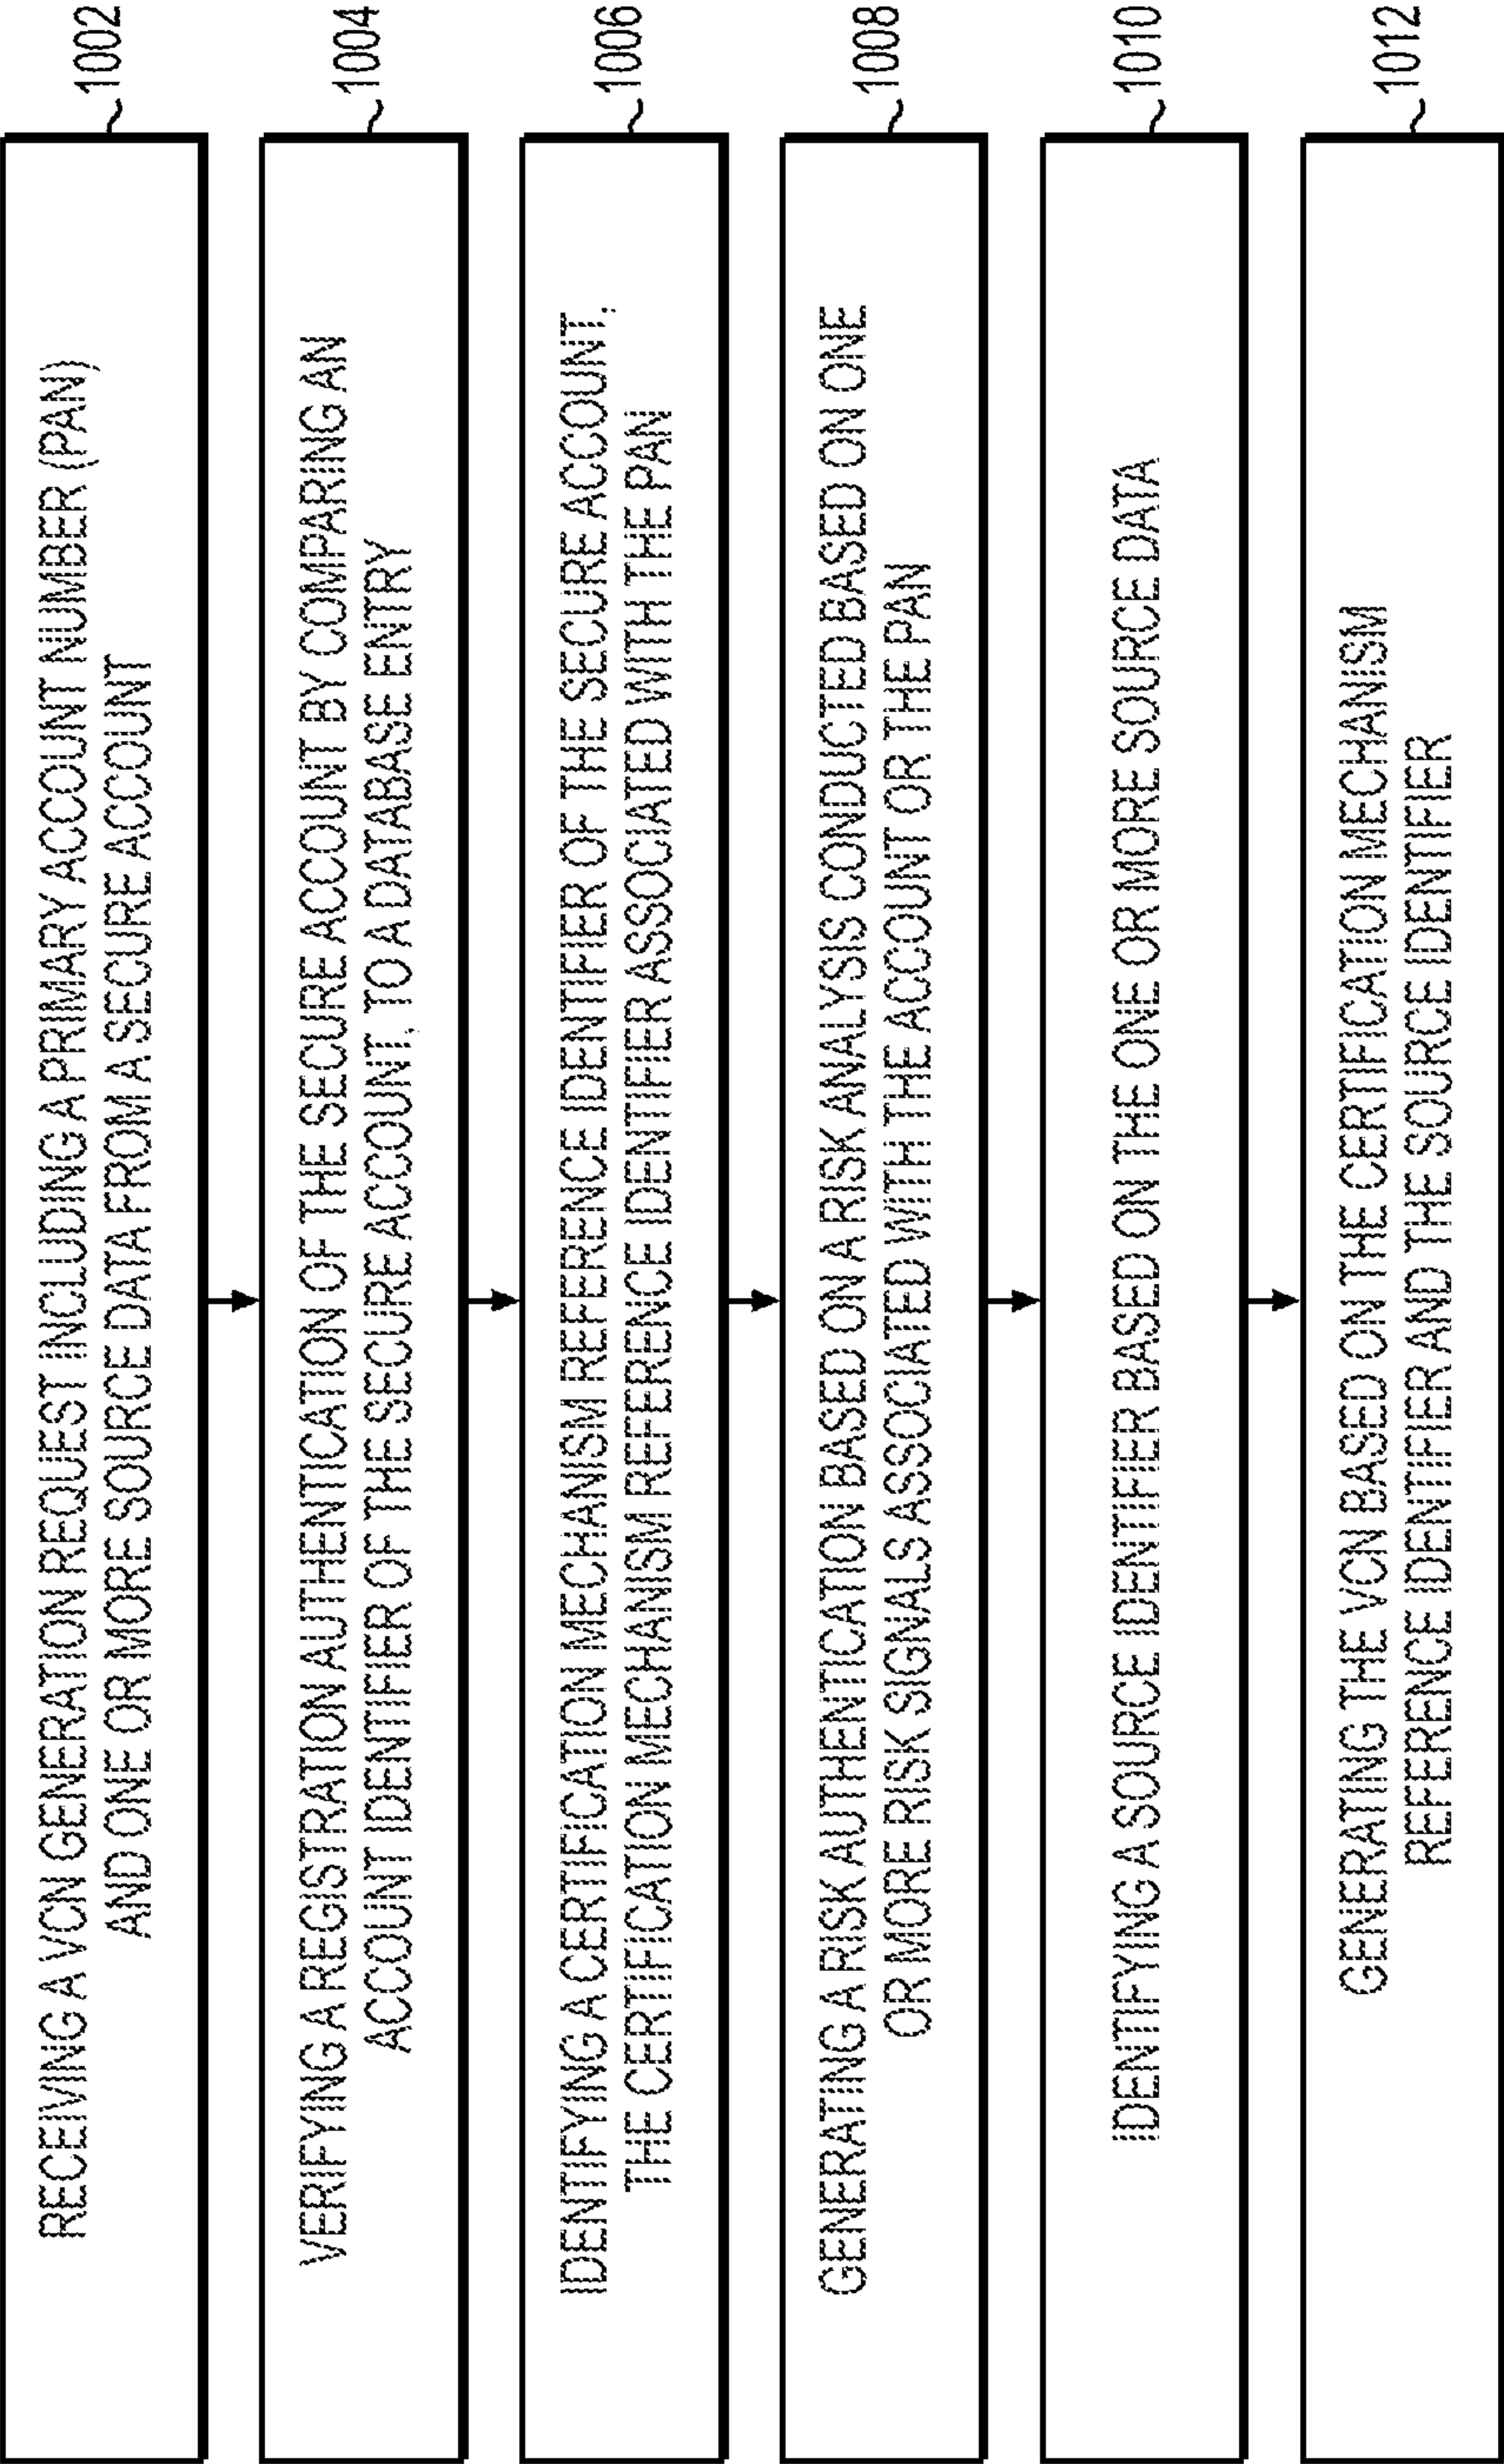 RECEIVING A VCN GENERATION REQUEST INCLUDING A PRIMARY ACCOUNT NUMBER (PAN)
AND ONE OR MORE SOURCE DATA FROM A SECURE ACCOUNT
1002
VERIFYING A REGISTRATION AUTHENTICATION OF THE SECURE ACCOUNT BY COMPARING AN
ACCOUNT IDENTIFIER OF THE SECURE ACCOUNT, TO A DATABASE ENTRY
1004
IDENTIFYING A CERTIFICATION MECHANISM REFERENCE IDENTIFIER OF THE SECURE ACCOUNT,
THE CERTIFICATION MECHANISM REFERENCE IDENTIFIER ASSOCIATED WITH THE PAN
1006
GENERATING A RISK AUTHENTICATION BASED ON A RISK ANALYSIS CONDUCTED BASED ON ONE
OR MORE RISK SIGNALS ASSOCIATED WITH THE ACCOUNT OR THE PAN
1008
IDENTIFYING A SOURCE IDENTIFIER BASED ON THE ONE OR MORE SOURCE DATA
1010
GENERATING THE VCN BASED ON THE CERTIFICATION MECHANISM
REFERENCE IDENTIFIER AND THE SOURCE IDENTIFIER
1012